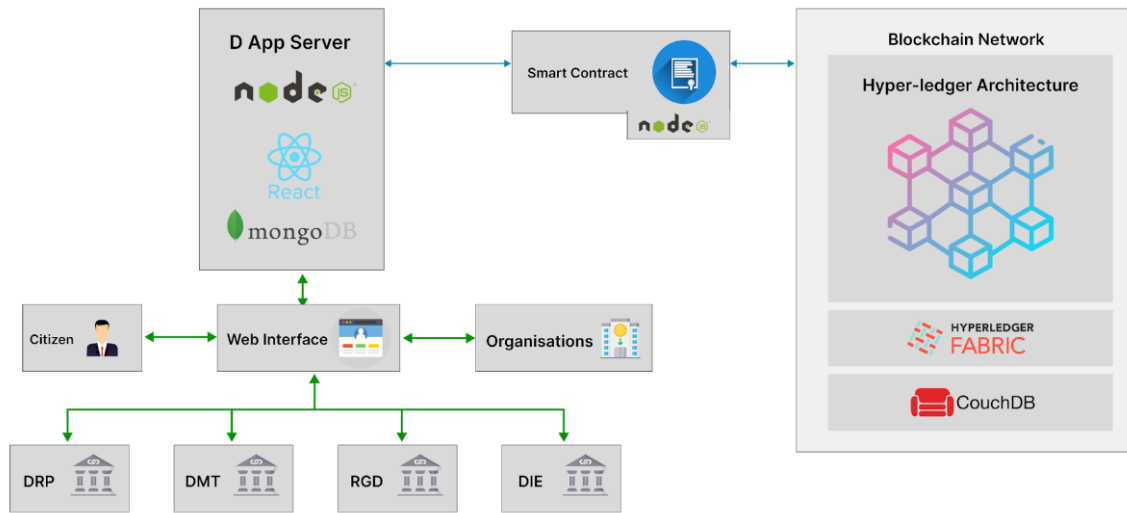 D App Server
node JS
React
mongoDB
Smart Contract
node JS
Blockchain Network
Hyper-ledger Architecture
HYPERLEDGER
FABRIC
CouchDB
Citizen
Web Interface
Organisations
DRP
DMT
RGD
DIE